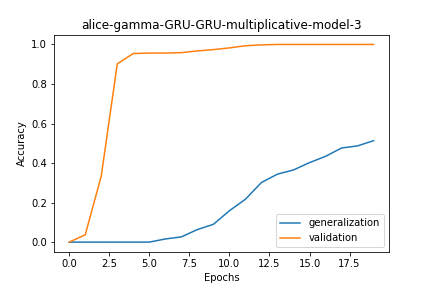 alice-gamma-GRU-GRU-multiplicative-model-3
1.0
0.8
0.6
0.4
0.2
0.0
Accuracy
generalization
validation
0.0 2.5 5.0 7.5 10.0 12.5 15.0 17.5
Epochs